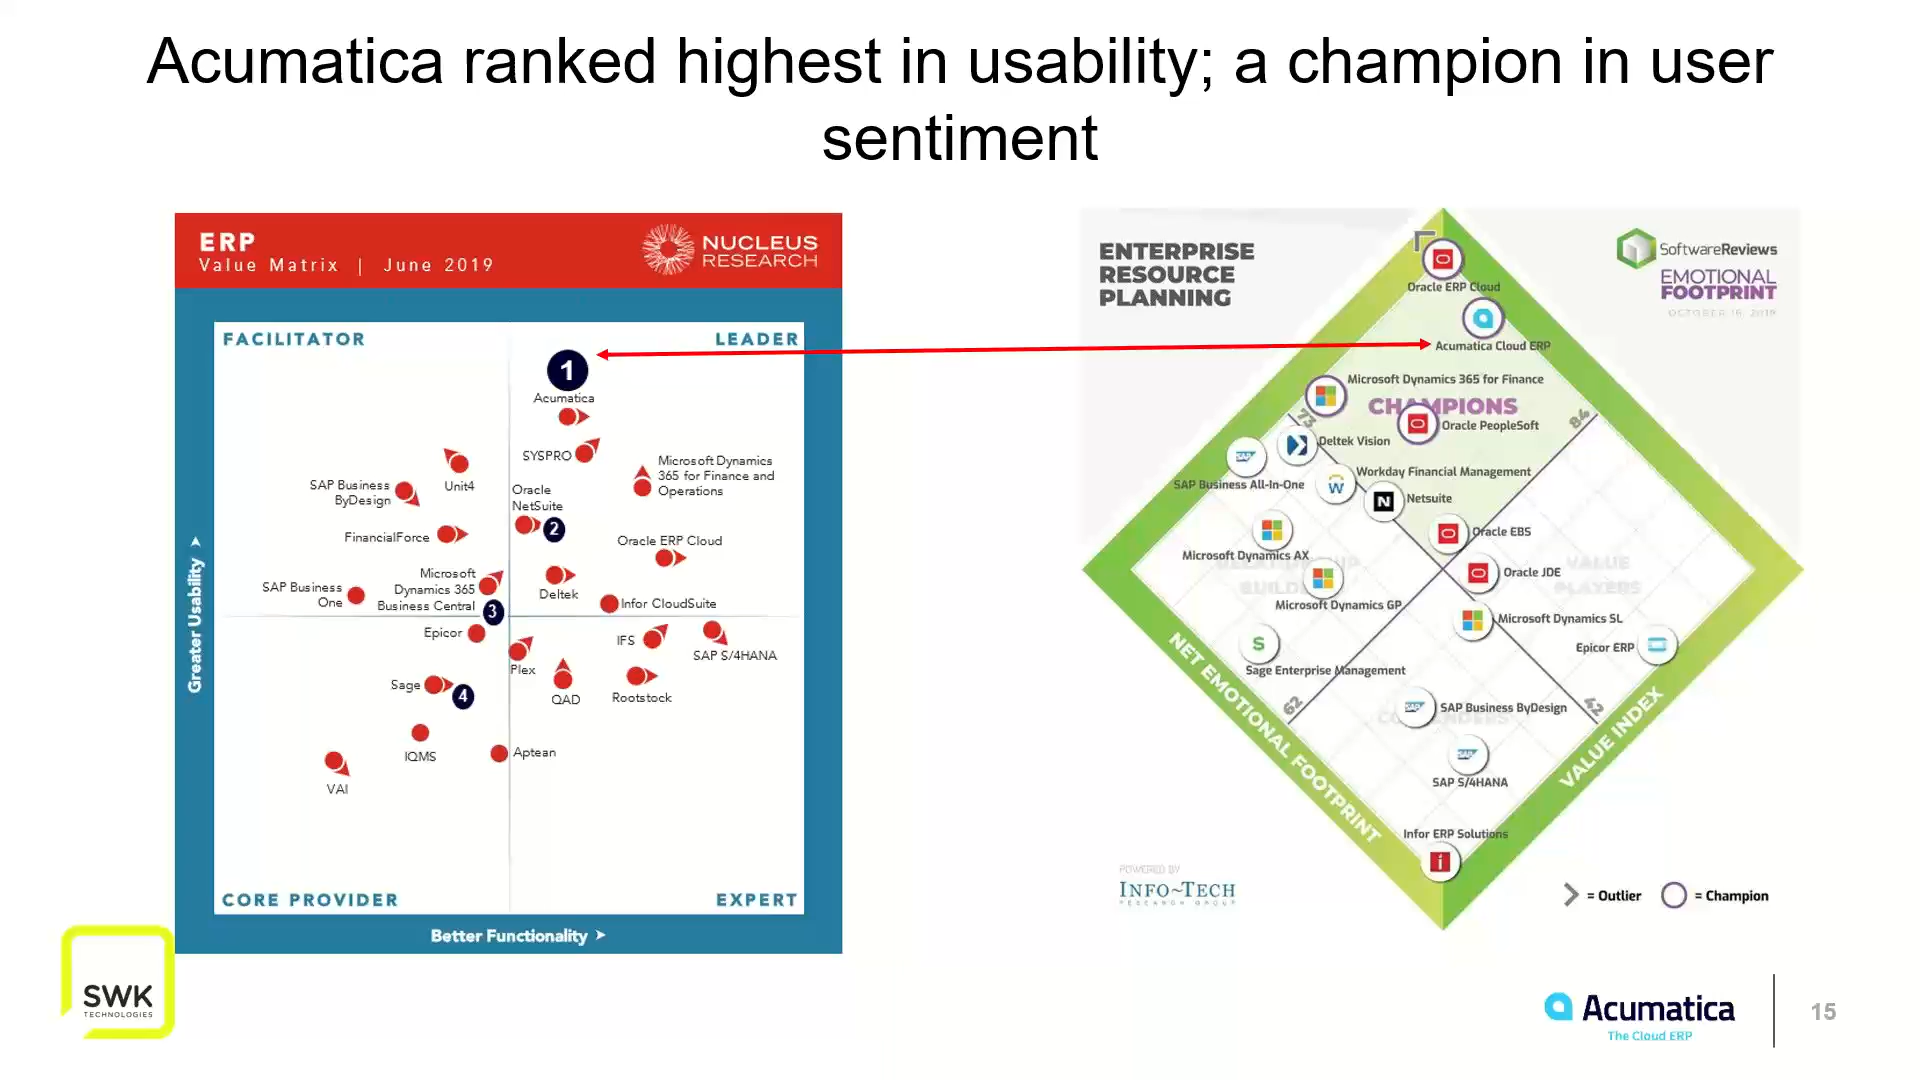 Acumatica ranked highest in usability; a champion in user
sentiment
ERP
Value Matrix | June 2019
NUCLEUS
RESEARCH
FACILITATOR
LEADER
1
Acumatica
SYSPRO
Unit4
SAP Business
ByDesign
Microsoft Dynamics
365 for Finance and
Operations
Oracle
NetSuite
2
FinancialForce
Oracle ERP Cloud
Microsoft
Dynamics 365
Business Central
3
SAP Business
One
Deltek
Infor CloudSuite
Epicor
Plex
IFS
SAP S/4HANA
Sage
4
QAD
Rootstock
IQMS
Aptean
VAI
CORE PROVIDER
EXPERT
Greater Usability
Better Functionality
ENTERPRISE
RESOURCE
PLANNING
SoftwareReviews
EMOTIONAL
FOOTPRINT
OCTOBER 16, 2019
Oracle ERP Cloud
Acumatica Cloud ERP
Microsoft Dynamics 365 for Finance
CHAMPIONS
73
84
Oracle PeopleSoft
Deltek Vision
SAP
SAP Business All-In-One
Workday Financial Management
W
N
Netsuite
Oracle EBS
Microsoft Dynamics AX
BUILDERS
Microsoft Dynamics GP
Oracle JDE
VALUE
PLAYERS
Microsoft Dynamics SL
Epicor ERP
S
Sage Enterprise Management
62
42
SAP
SAP Business ByDesign
SAP
SAP S/4HANA
Infor ERP Solutions
i
NET EMOTIONAL FOOTPRINT
VALUE INDEX
POWERED BY
INFO~TECH
RESEARCH GROUP
= Outlier
= Champion
SWK
TECHNOLOGIES
Acumatica
The Cloud ERP
15